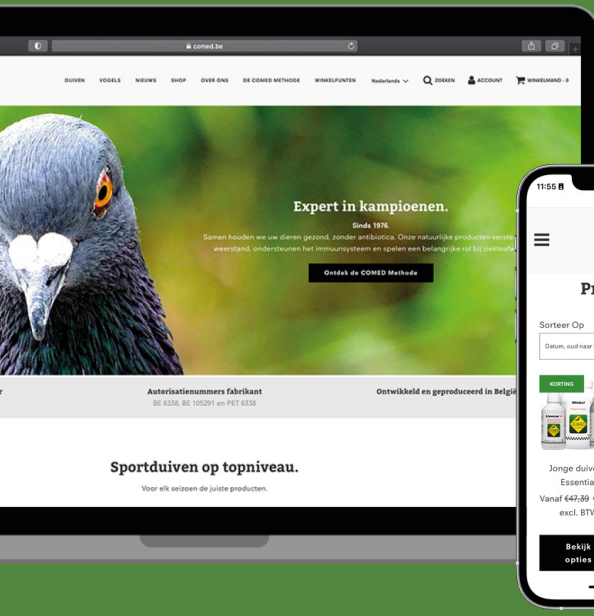 comed.be
DUIVEN VOGELS NIEUWS SHOP OVER ONS DE COMED METHODE WINKELPUNTEN Nederlands ZOEKEN ACCOUNT WINKELMAND - 0
Expert in kampioenen.
Sinds 1976.
Samen houden we uw dieren gezond, zonder antibiotica. Onze natuurlijke producten verste
weerstand, ondersteunen het immuunsysteem en spelen een belangrijke rol bij ziekteafw
Ontdek de COMED Methode
r
Autorisatienummers fabrikant
BE 6338, BE 105291 en PET 6338
Ontwikkeld en geproduceerd in België
Sportduiven op topniveau.
Voor elk seizoen de juiste producten.
11:55
Pr
Sorteer Op
Datum, oud naar
KORTING
Jonge duive
Essentia
Vanaf €47,39
excl. BTW
Bekijk
opties